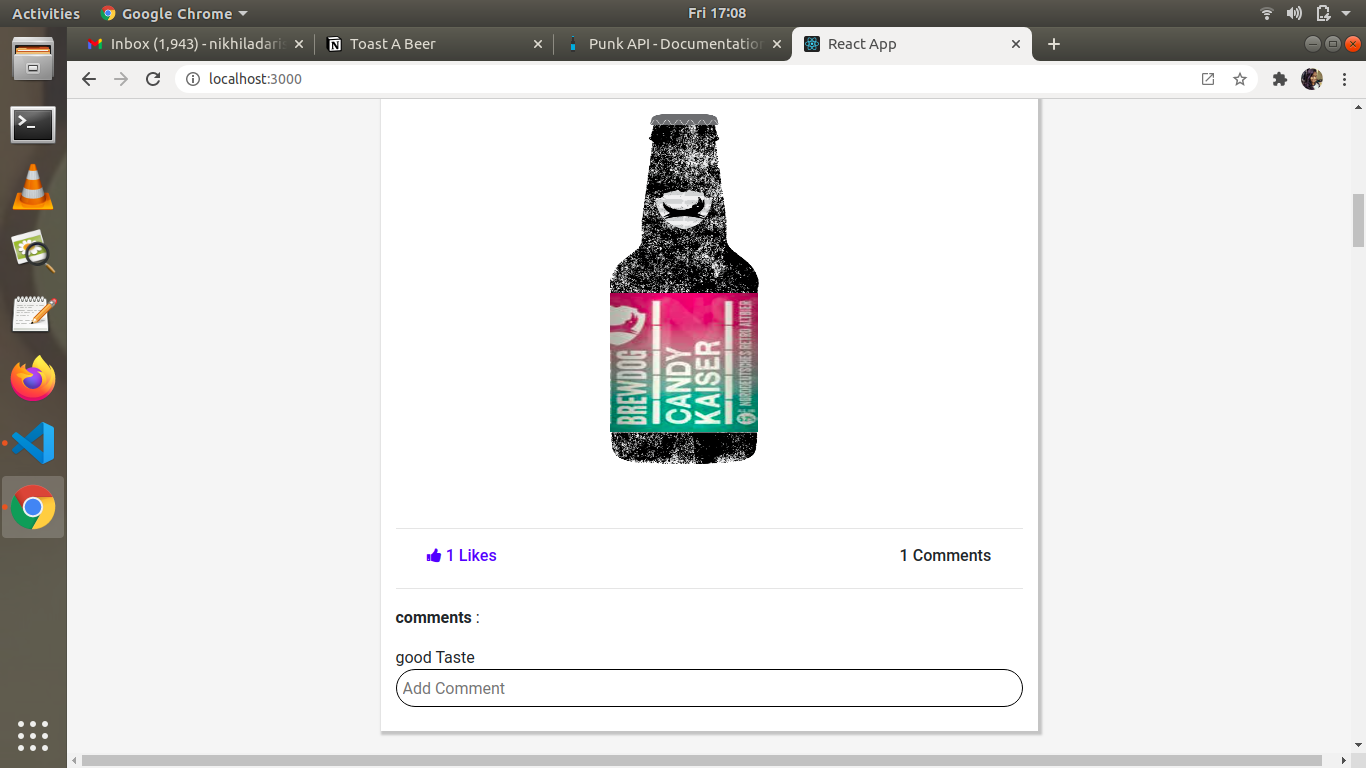 Activities Google Chrome Fri 17:08
Inbox (1,943) - nikhiladaris Toast A Beer Punk API - Documentation React App
localhost:3000
BREWDOG
CANDY
KAISER
NORDDEUTSCHES RETRO ALTBIER
1 Likes 1 Comments
comments :
good Taste
Add Comment